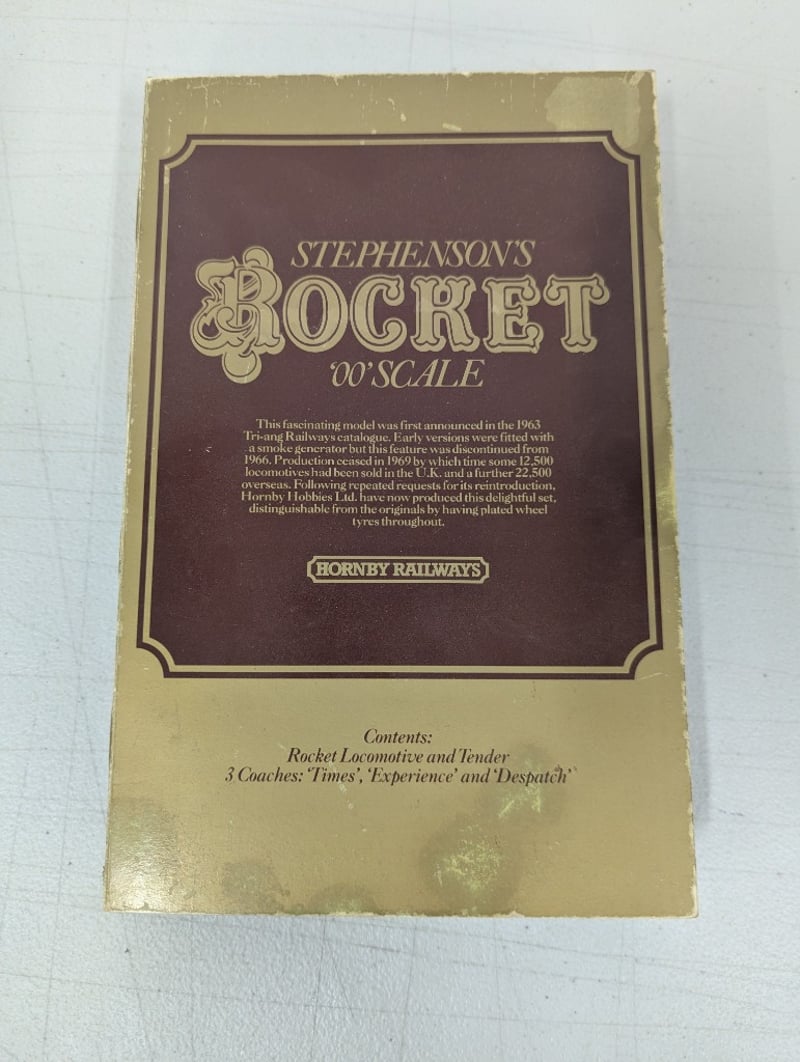 STEPHENSON'S
ROCKET
'OO' SCALE
This fascinating model was first announced in the 1963
Tri-ang Railways catalogue. Early versions were fitted with
a smoke generator but this feature was discontinued from
1966. Production ceased in 1969 by which time some 12,500
locomotives had been sold in the U.K. and a further 22,500
overseas. Following repeated requests for its reintroduction,
Hornby Hobbies Ltd. have now produced this delightful set,
distinguishable from the originals by having plated wheel
tyres throughout.
HORNBY RAILWAYS
Contents:
Rocket Locomotive and Tender
3 Coaches: 'Times', 'Experience' and 'Despatch'